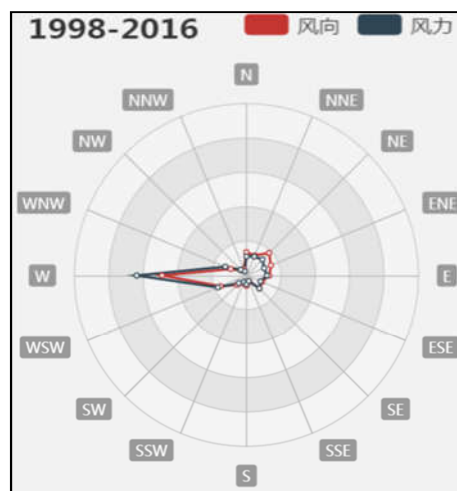 1998-2016 风向 风力
N
NNW NNE
NW NE
WNW ENE
W E
WSW ESE
SW SE
SSW SSE
S